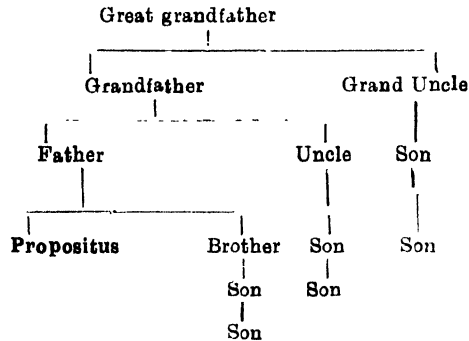 Great grandfather
Grandfather Grand Uncle
Father Uncle Son
Propositus Brother Son Son
Son Son
Son